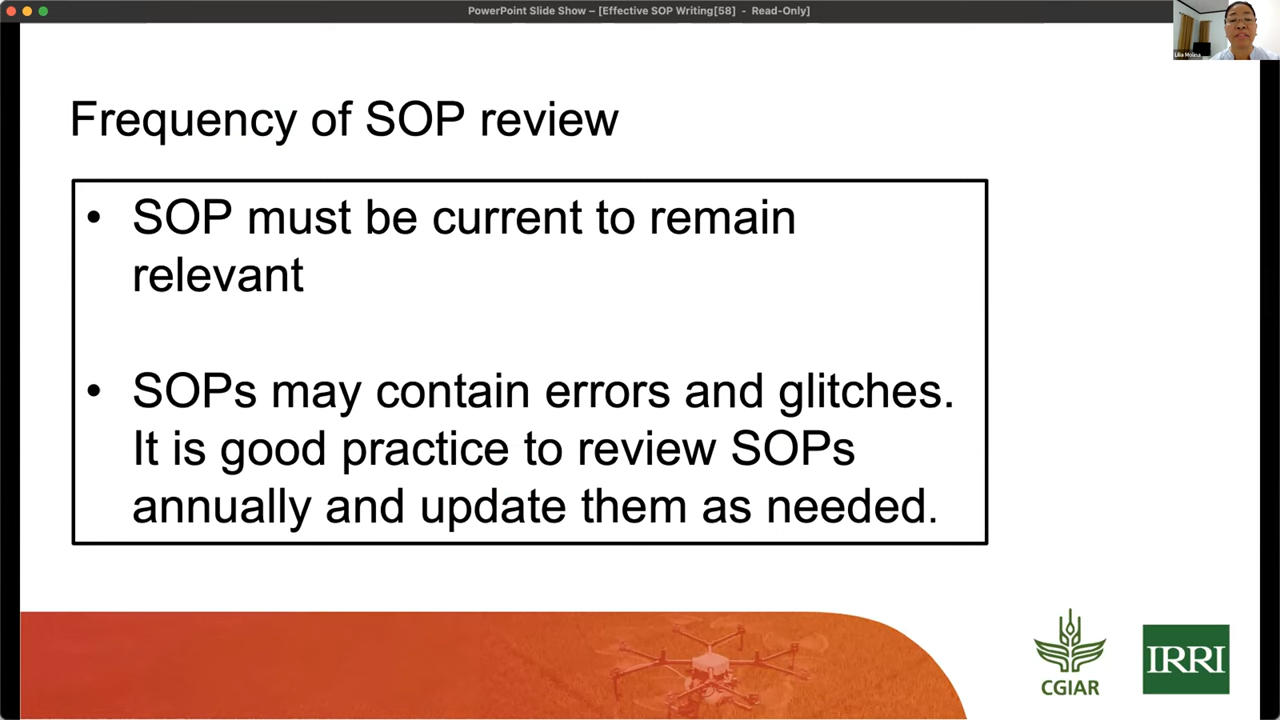 PowerPoint Slide Show – [Effective SOP Writing[58] - Read-Only]
Lilia Molina
Frequency of SOP review
• SOP must be current to remain
relevant
• SOPs may contain errors and glitches.
It is good practice to review SOPs
annually and update them as needed.
CGIAR
IRRI